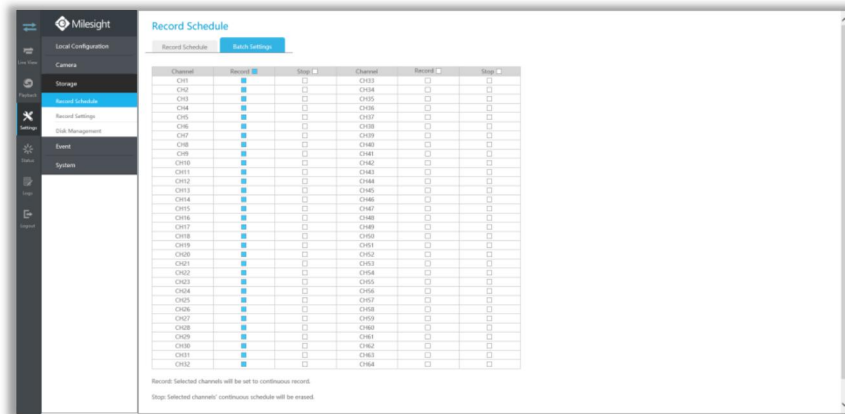 Milesight
Local Configuration
Camera
Storage
Record Schedule
Record Settings
Disk Management
Event
System
Live View
Playback
Settings
Status
Logs
Logout
Record Schedule
Record Schedule Batch Settings
Channel Record Stop Channel Record Stop
CH1 CH33
CH2 CH34
CH3 CH35
CH4 CH36
CH5 CH37
CH6 CH38
CH7 CH39
CH8 CH40
CH9 CH41
CH10 CH42
CH11 CH43
CH12 CH44
CH13 CH45
CH14 CH46
CH15 CH47
CH16 CH48
CH17 CH49
CH18 CH50
CH19 CH51
CH20 CH52
CH21 CH53
CH22 CH54
CH23 CH55
CH24 CH56
CH25 CH57
CH26 CH58
CH27 CH59
CH28 CH60
CH29 CH61
CH30 CH62
CH31 CH63
CH32 CH64
Record: Selected channels will be set to continuous record.
Stop: Selected channels' continuous schedule will be erased.